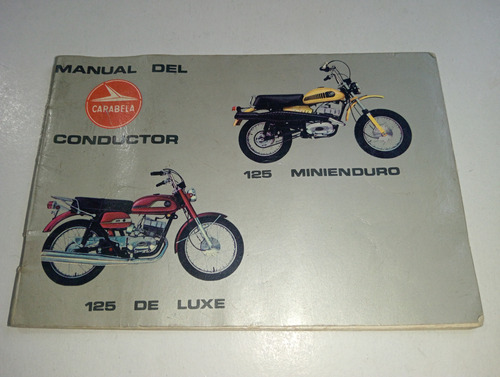 MANUAL DEL
CARABELA
CONDUCTOR
125 MINIENDURO
125 DE LUXE